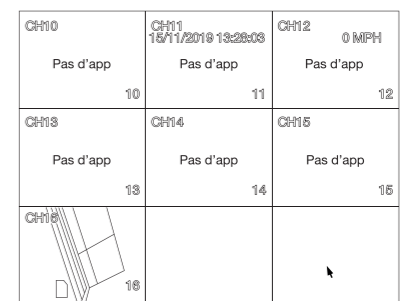 CH10
CH11
15/11/2019 13:28:03
CH12
0 MPH
Pas d'app
Pas d'app
Pas d'app
10
11
12
CH13
CH14
CH15
Pas d'app
Pas d'app
Pas d'app
13
14
15
CH16
16